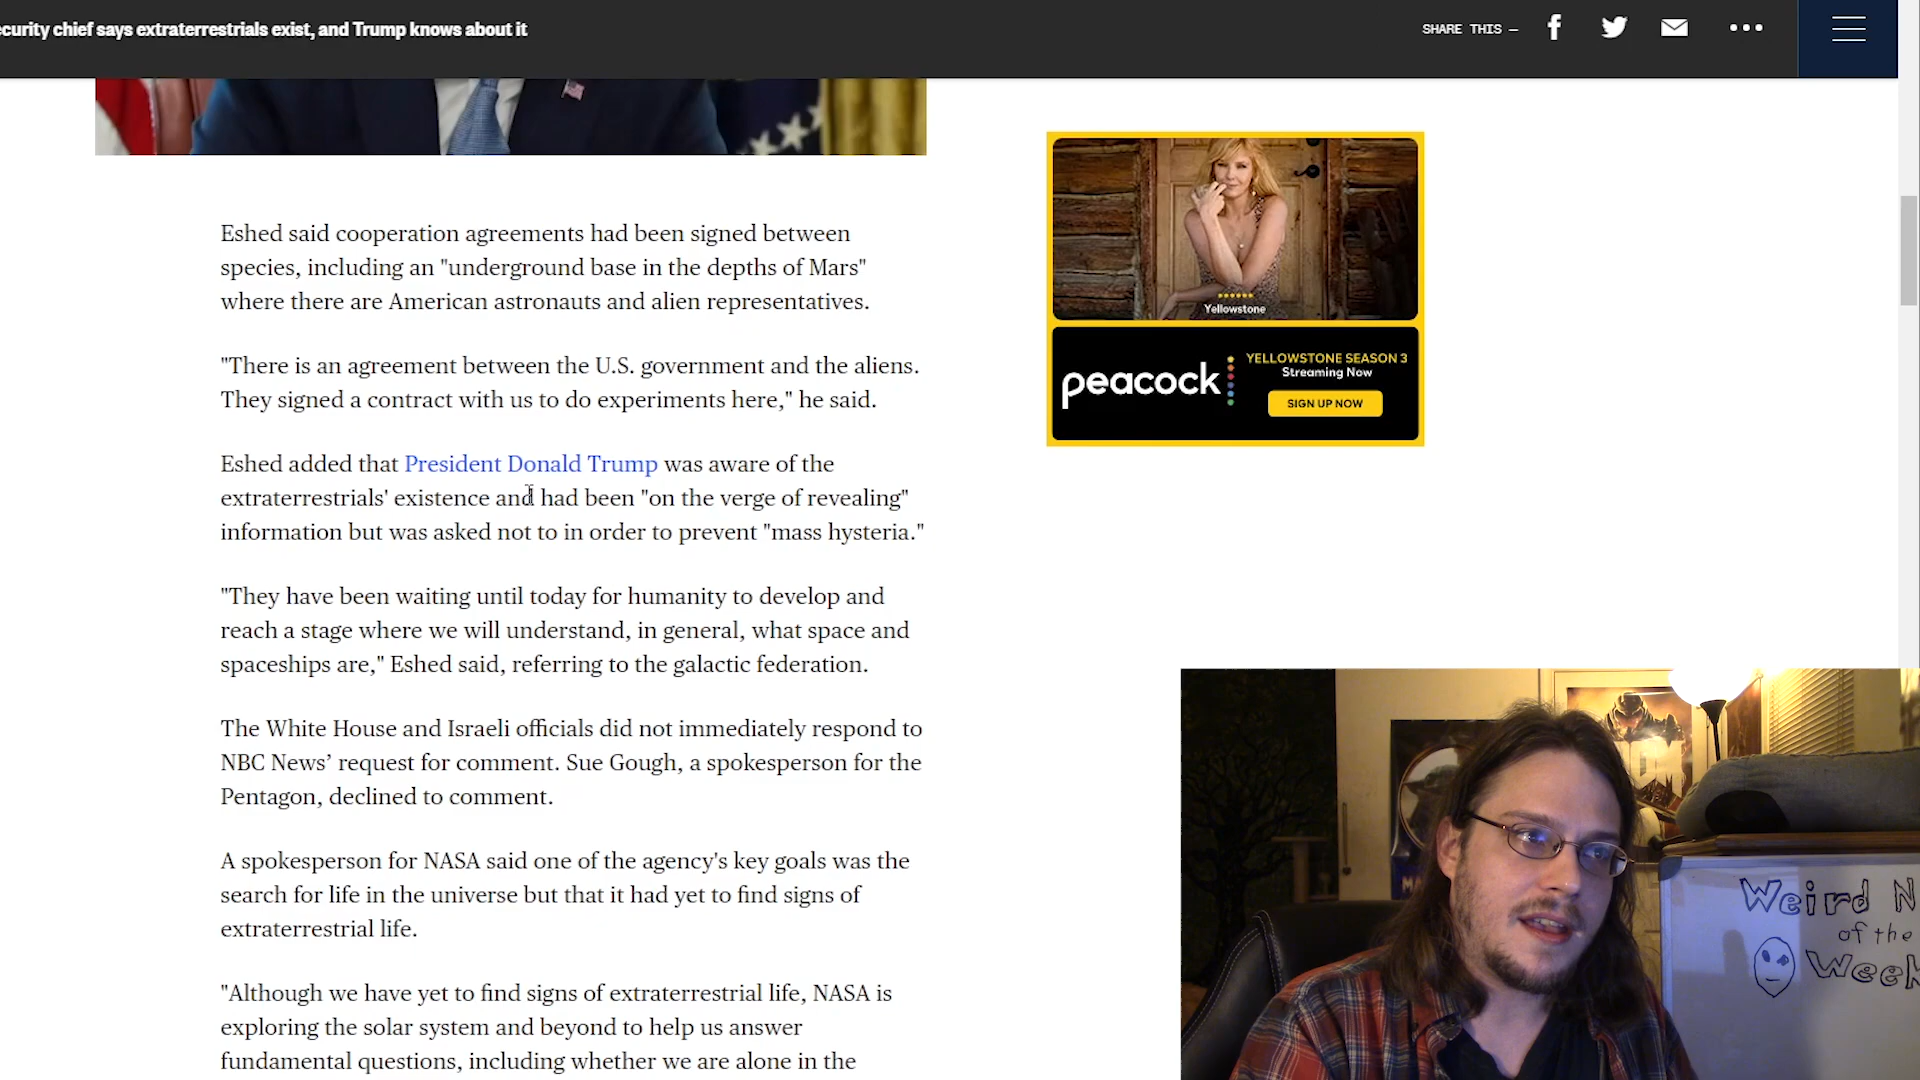 ecurity chief says extraterrestrials exist, and Trump knows about it
SHARE THIS —
Eshed said cooperation agreements had been signed between
species, including an "underground base in the depths of Mars"
where there are American astronauts and alien representatives.
"There is an agreement between the U.S. government and the aliens.
They signed a contract with us to do experiments here," he said.
Eshed added that President Donald Trump was aware of the
extraterrestrials' existence and had been "on the verge of revealing"
information but was asked not to in order to prevent "mass hysteria."
"They have been waiting until today for humanity to develop and
reach a stage where we will understand, in general, what space and
spaceships are," Eshed said, referring to the galactic federation.
The White House and Israeli officials did not immediately respond to
NBC News’ request for comment. Sue Gough, a spokesperson for the
Pentagon, declined to comment.
A spokesperson for NASA said one of the agency's key goals was the
search for life in the universe but that it had yet to find signs of
extraterrestrial life.
"Although we have yet to find signs of extraterrestrial life, NASA is
exploring the solar system and beyond to help us answer
fundamental questions, including whether we are alone in the
Yellowstone
peacock
YELLOWSTONE SEASON 3
Streaming Now
SIGN UP NOW
Weird N
of the
Week